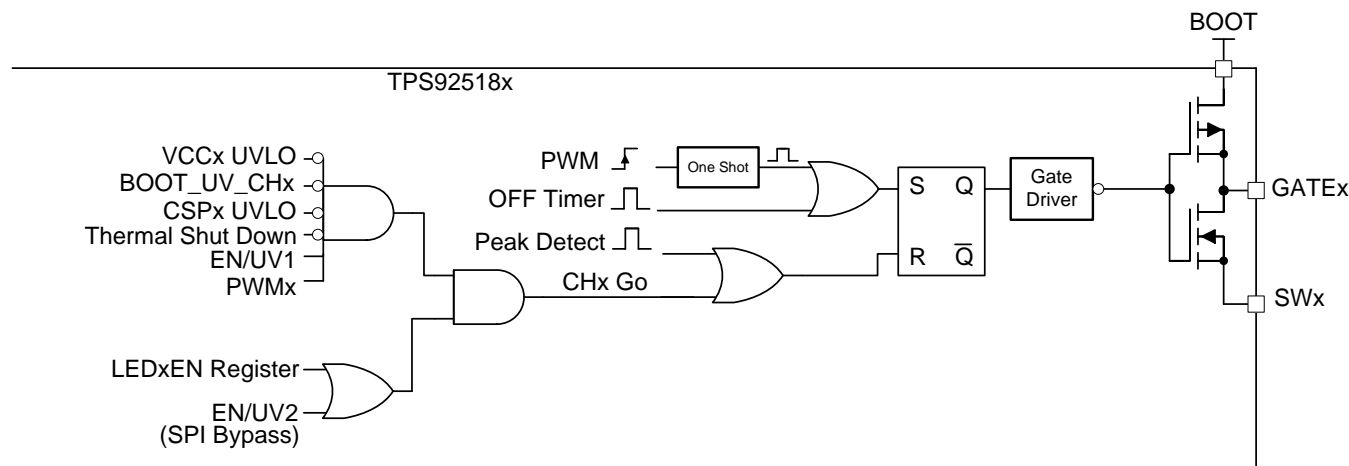 BOOT
TPS92518x
VCCx UVLO
BOOT_UV_CHx
CSPx UVLO
Thermal Shut Down
EN/UV1
PWMx
PWM
One Shot
OFF Timer
Peak Detect
CHx Go
S Q
R Q
Gate
Driver
GATEx
SWx
LEDxEN Register
EN/UV2
(SPI Bypass)